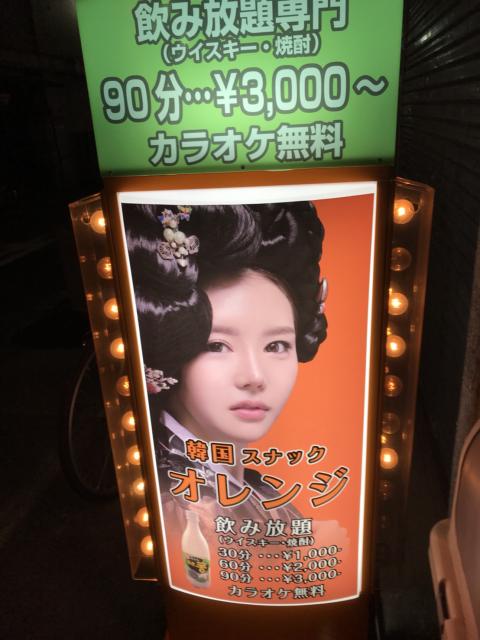 飲み放題専門
(ウイスキー・焼酎)
90分…¥3,000～
カラオケ無料
韓国 スナック
オレンジ
飲み放題
(ウイスキー・焼酎)
30分 …¥1,000-
60分 …¥2,000-
90分 …¥3,000-
カラオケ無料